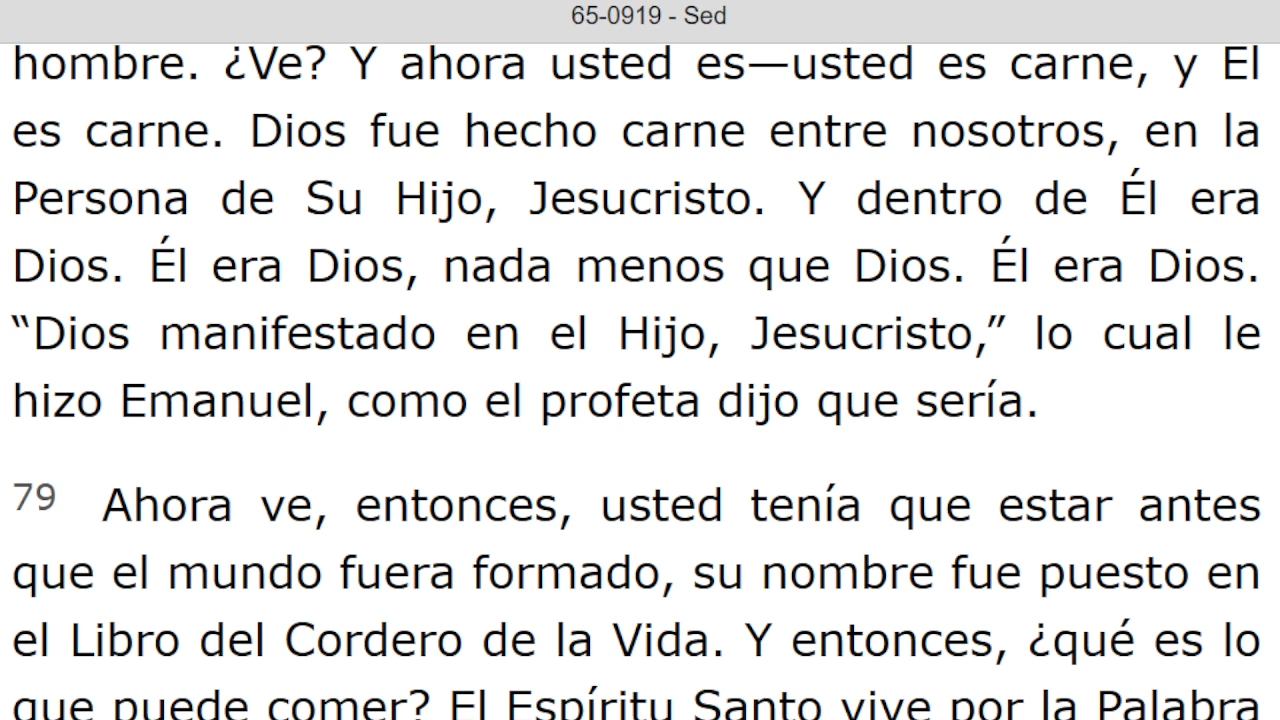 65-0919 - Sed
hombre. ¿Ve? Y ahora usted es—usted es carne, y Él
es carne. Dios fue hecho carne entre nosotros, en la
Persona de Su Hijo, Jesucristo. Y dentro de Él era
Dios. Él era Dios, nada menos que Dios. Él era Dios.
“Dios manifestado en el Hijo, Jesucristo,” lo cual le
hizo Emanuel, como el profeta dijo que sería.
79 Ahora ve, entonces, usted tenía que estar antes
que el mundo fuera formado, su nombre fue puesto en
el Libro del Cordero de la Vida. Y entonces, ¿qué es lo
que puede comer? El Espíritu Santo vive por la Palabra